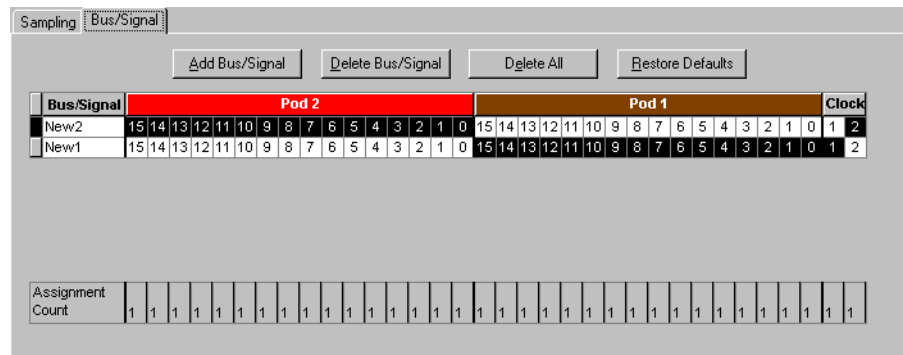 Sampling Bus/Signal
Add Bus/Signal Delete Bus/Signal Delete All Restore Defaults
Bus/Signal Pod 2 Pod 1 Clock
New2 15 14 13 12 11 10 9 8 7 6 5 4 3 2 1 0 15 14 13 12 11 10 9 8 7 6 5 4 3 2 1 0 1 2
New1 15 14 13 12 11 10 9 8 7 6 5 4 3 2 1 0 15 14 13 12 11 10 9 8 7 6 5 4 3 2 1 0 1 2
Assignment
Count 1 1 1 1 1 1 1 1 1 1 1 1 1 1 1 1 1 1 1 1 1 1 1 1 1 1 1 1 1 1 1 1 1 1